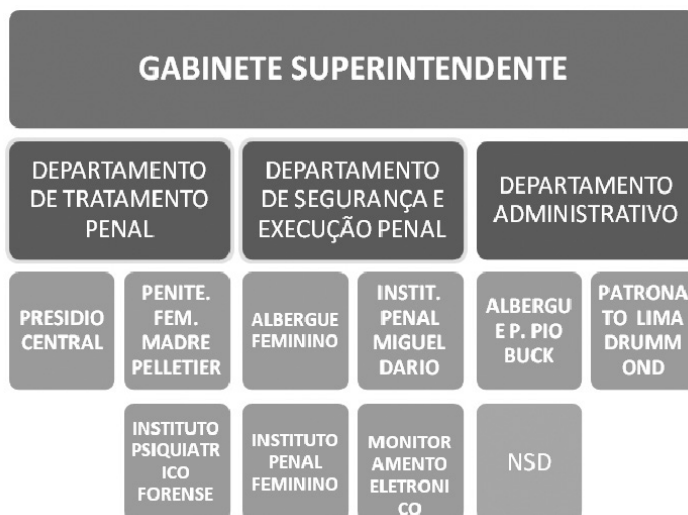 GABINETE SUPERINTENDENTE
DEPARTAMENTO
DE TRATAMENTO
PENAL
DEPARTAMENTO
DE SEGURANÇA E
EXECUÇÃO PENAL
DEPARTAMENTO
ADMINISTRATIVO
PRESIDIO
CENTRAL
PENITE.
FEM.
MADRE
PELLETIER
ALBERGUE
FEMININO
INSTIT.
PENAL
MIGUEL
DARIO
ALBERGU
E P. PIO
BUCK
PATRONA
TO LIMA
DRUMM
OND
INSTITUTO
PSIQUIATR
ICO
FORENSE
INSTITUTO
PENAL
FEMININO
MONITOR
AMENTO
ELETRONI
CO
NSD